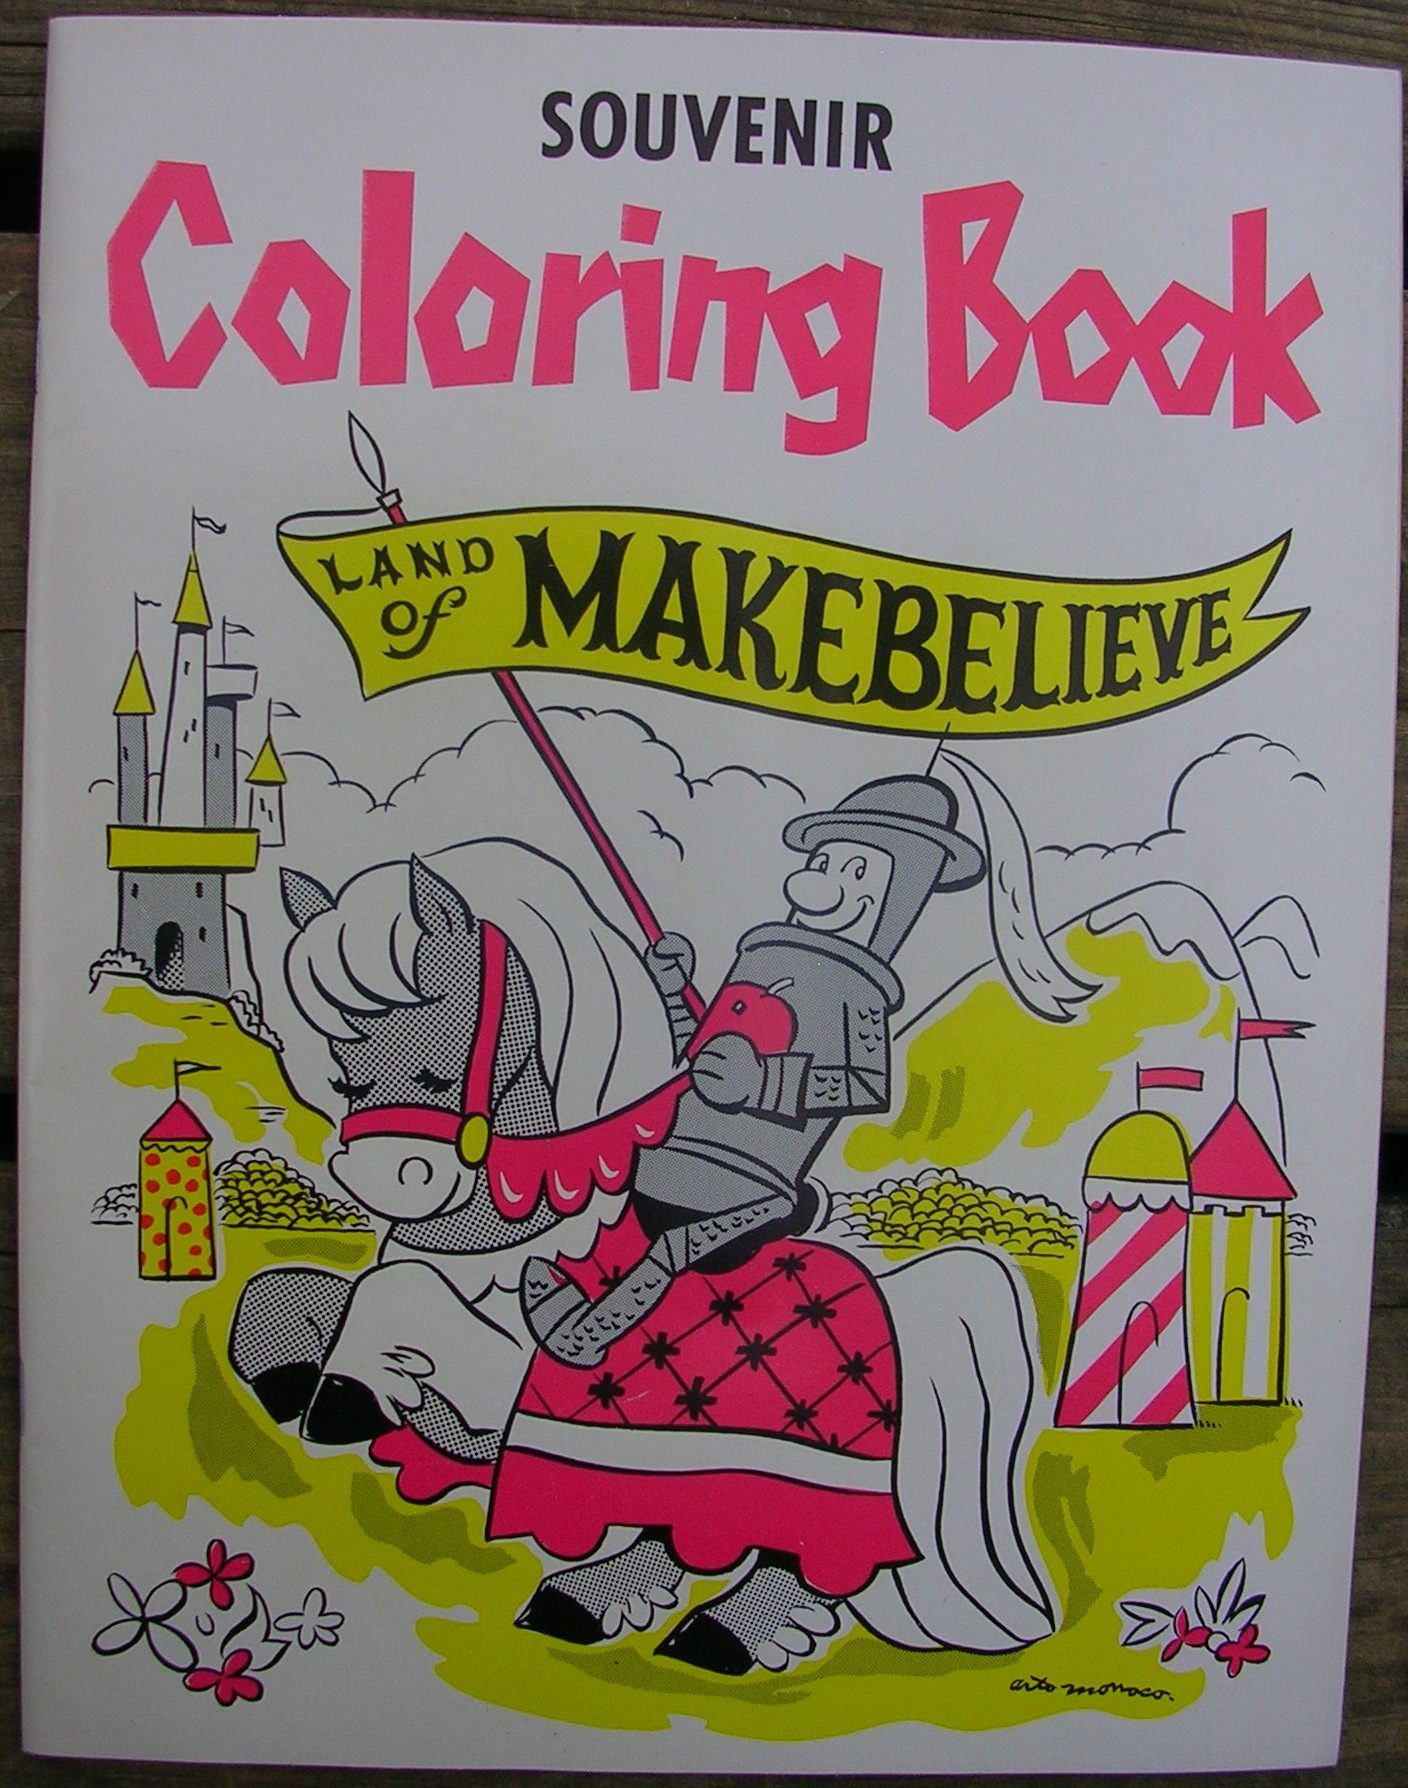 SOUVENIR
Coloring Book
LAND
of MAKEBELIEVE
arto monaco.